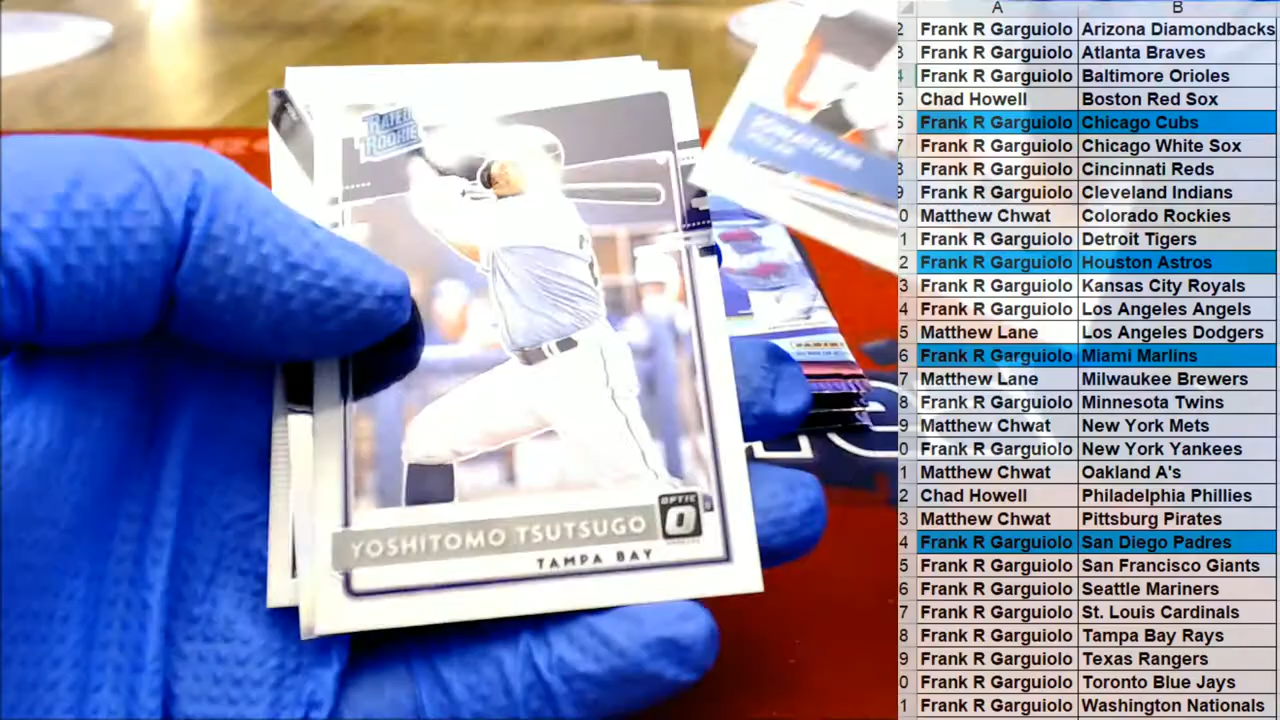 RATED
ROOKIE
YOSHITOMO TSUTSUGO
OPTIC
TAMPA BAY
PANINI
A B
2 Frank R Garguiolo Arizona Diamondbacks
3 Frank R Garguiolo Atlanta Braves
4 Frank R Garguiolo Baltimore Orioles
5 Chad Howell Boston Red Sox
6 Frank R Garguiolo Chicago Cubs
7 Frank R Garguiolo Chicago White Sox
8 Frank R Garguiolo Cincinnati Reds
9 Frank R Garguiolo Cleveland Indians
0 Matthew Chwat Colorado Rockies
1 Frank R Garguiolo Detroit Tigers
2 Frank R Garguiolo Houston Astros
3 Frank R Garguiolo Kansas City Royals
4 Frank R Garguiolo Los Angeles Angels
5 Matthew Lane Los Angeles Dodgers
6 Frank R Garguiolo Miami Marlins
7 Matthew Lane Milwaukee Brewers
8 Frank R Garguiolo Minnesota Twins
9 Matthew Chwat New York Mets
0 Frank R Garguiolo New York Yankees
1 Matthew Chwat Oakland A's
2 Chad Howell Philadelphia Phillies
3 Matthew Chwat Pittsburg Pirates
4 Frank R Garguiolo San Diego Padres
5 Frank R Garguiolo San Francisco Giants
6 Frank R Garguiolo Seattle Mariners
7 Frank R Garguiolo St. Louis Cardinals
8 Frank R Garguiolo Tampa Bay Rays
9 Frank R Garguiolo Texas Rangers
0 Frank R Garguiolo Toronto Blue Jays
1 Frank R Garguiolo Washington Nationals